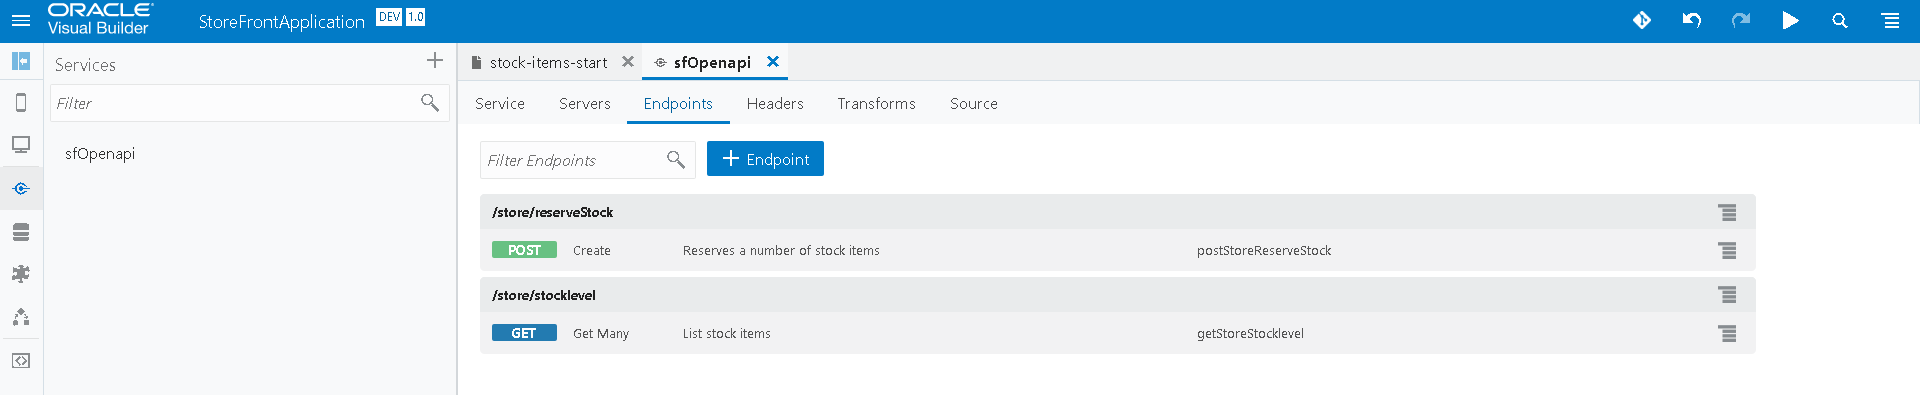 ORACLE
Visual Builder
StoreFrontApplication DEV 1.0
Services
Filter
sfOpenapi
stock-items-start
sfOpenapi
Service Servers Endpoints Headers Transforms Source
Filter Endpoints
Endpoint
/store/reserveStock
POST Create Reserves a number of stock items postStoreReserveStock
/store/stocklevel
GET Get Many List stock items getStoreStocklevel